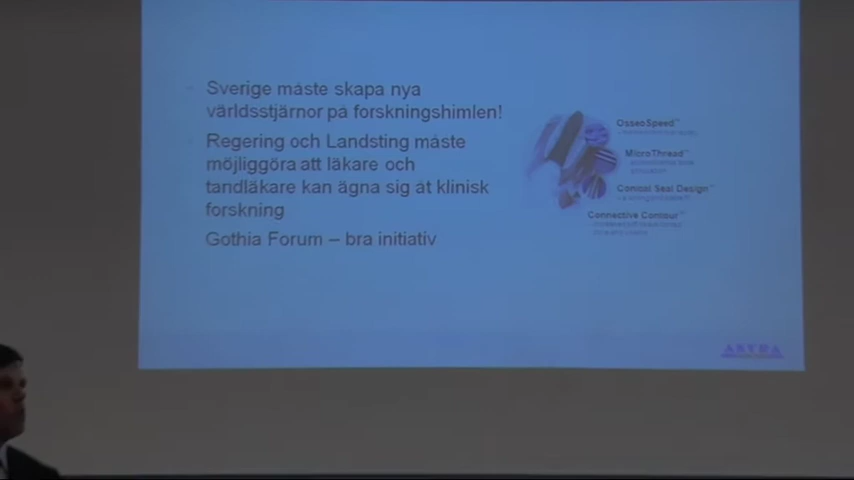 Sverige måste skapa nya
världsstjärnor på forskningshimlen!
Regering och Landsting måste
möjliggöra att läkare och
tandläkare kan ägna sig åt klinisk
forskning
Gothia Forum – bra initiativ
OsseoSpeed™
MicroThread™
Conical Seal Design™
Connective Contour™
ASTRA